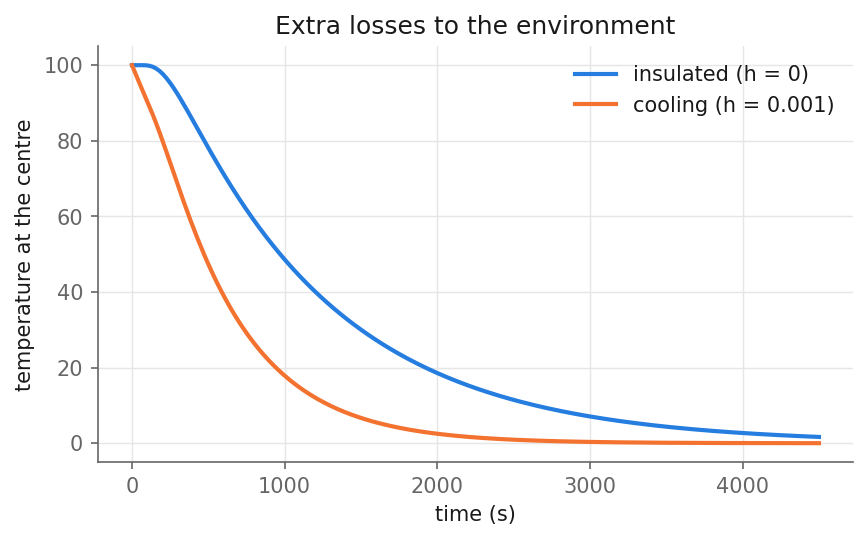 Extra losses to the environment
insulated (h = 0)
cooling (h = 0.001)
temperature at the centre
100
80
60
40
20
0
0 1000 2000 3000 4000
time (s)